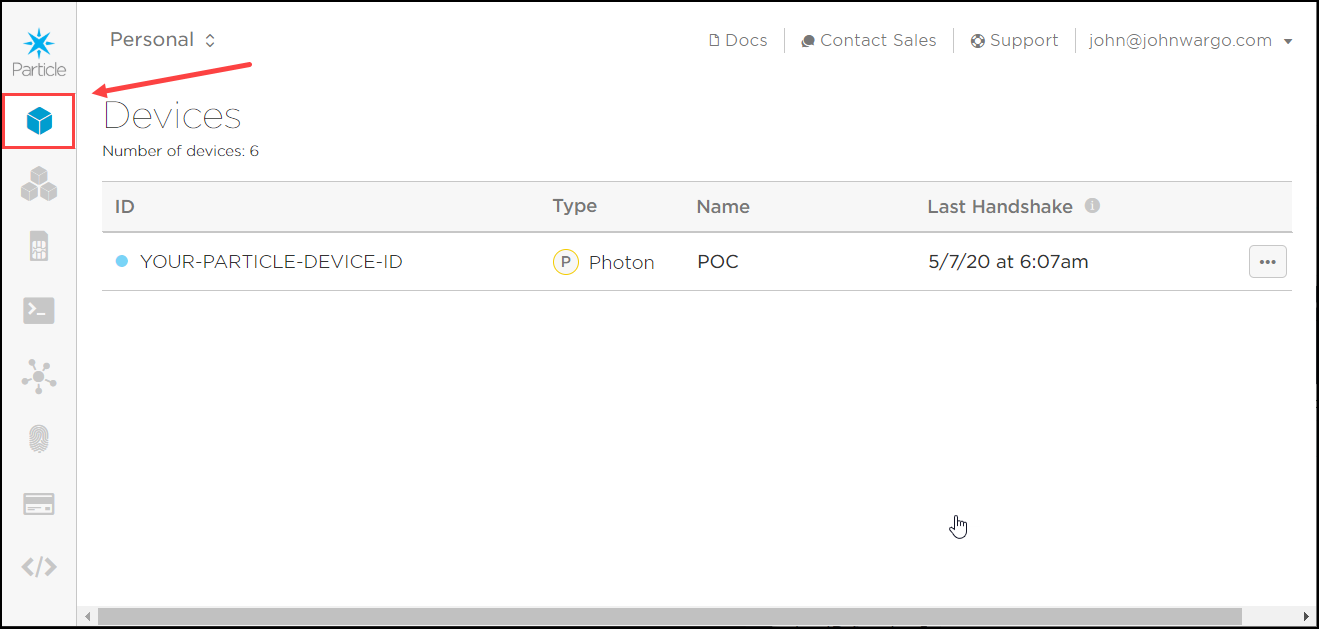 Particle
Personal
Docs
Contact Sales
Support
john@johnwargo.com
Devices
Number of devices: 6
ID Type Name Last Handshake
YOUR-PARTICLE-DEVICE-ID P Photon POC 5/7/20 at 6:07am